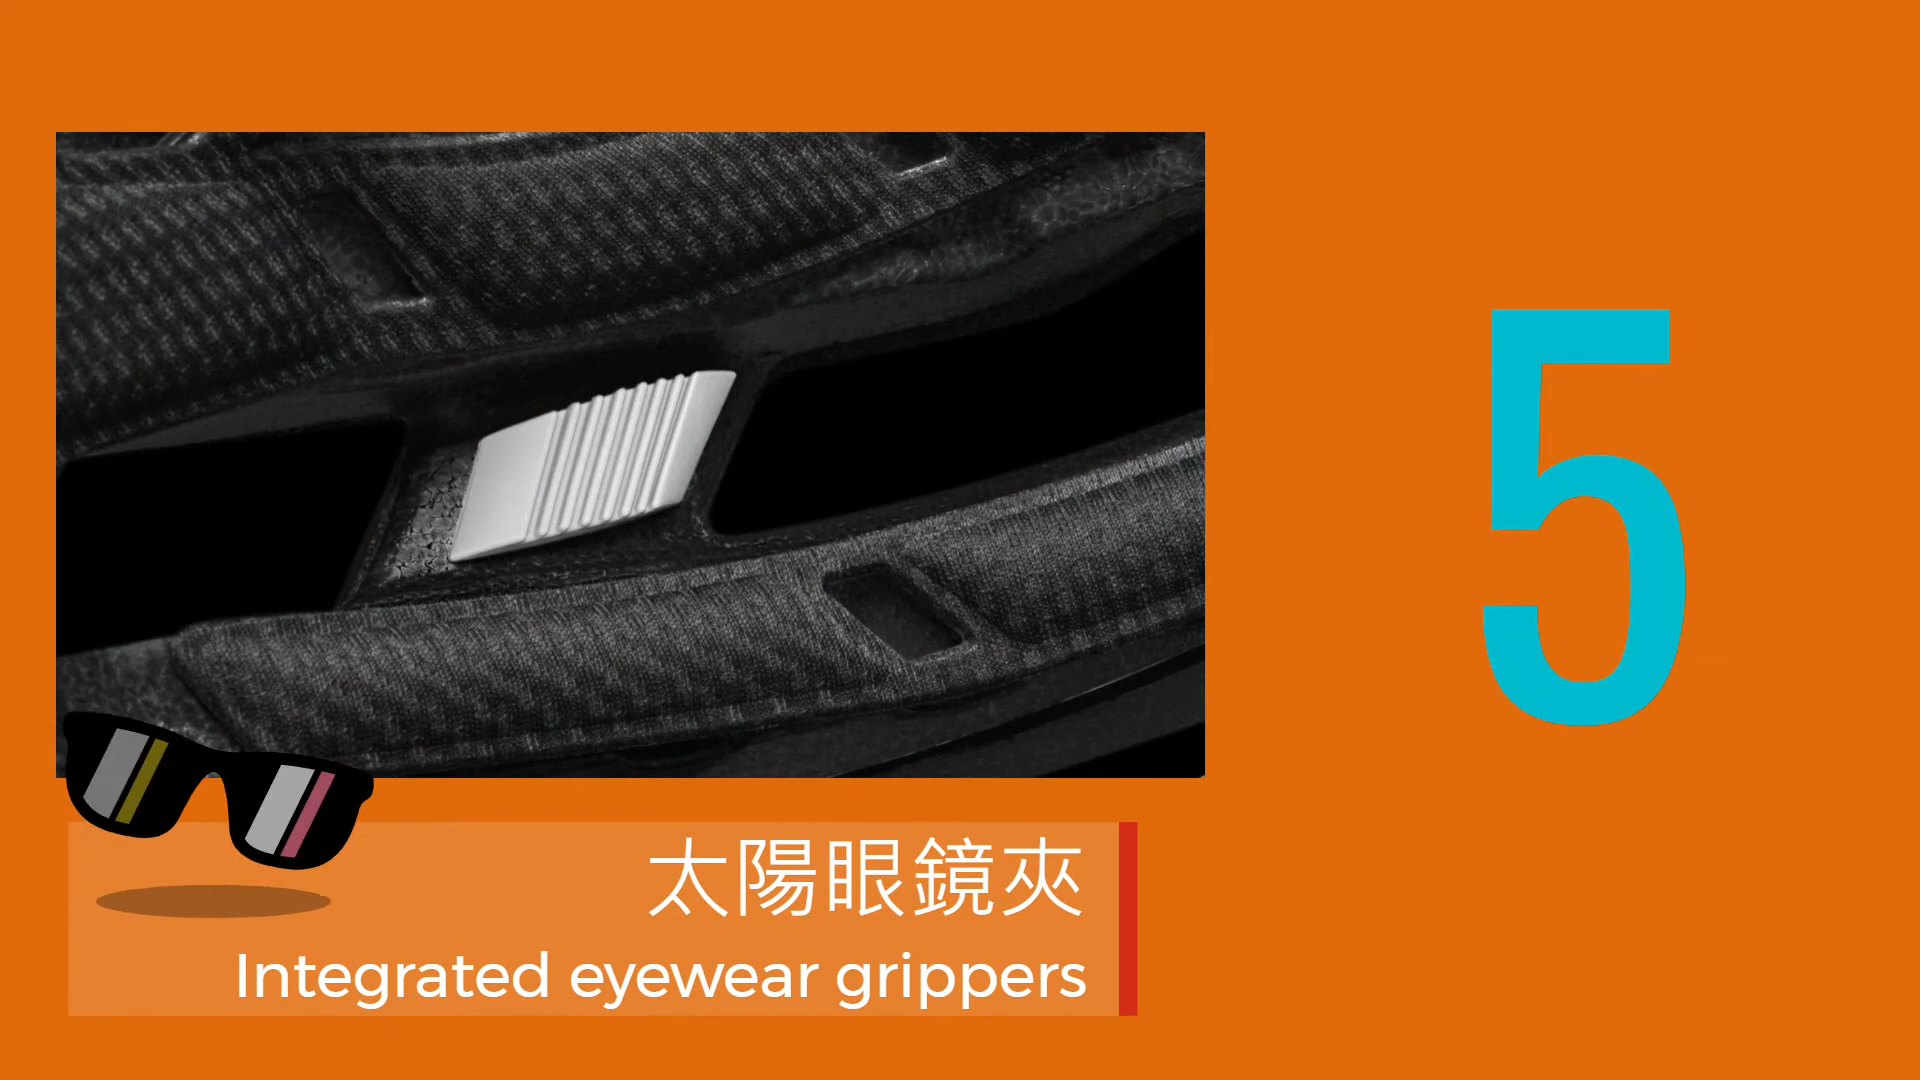 5
太陽眼鏡夾
Integrated eyewear grippers